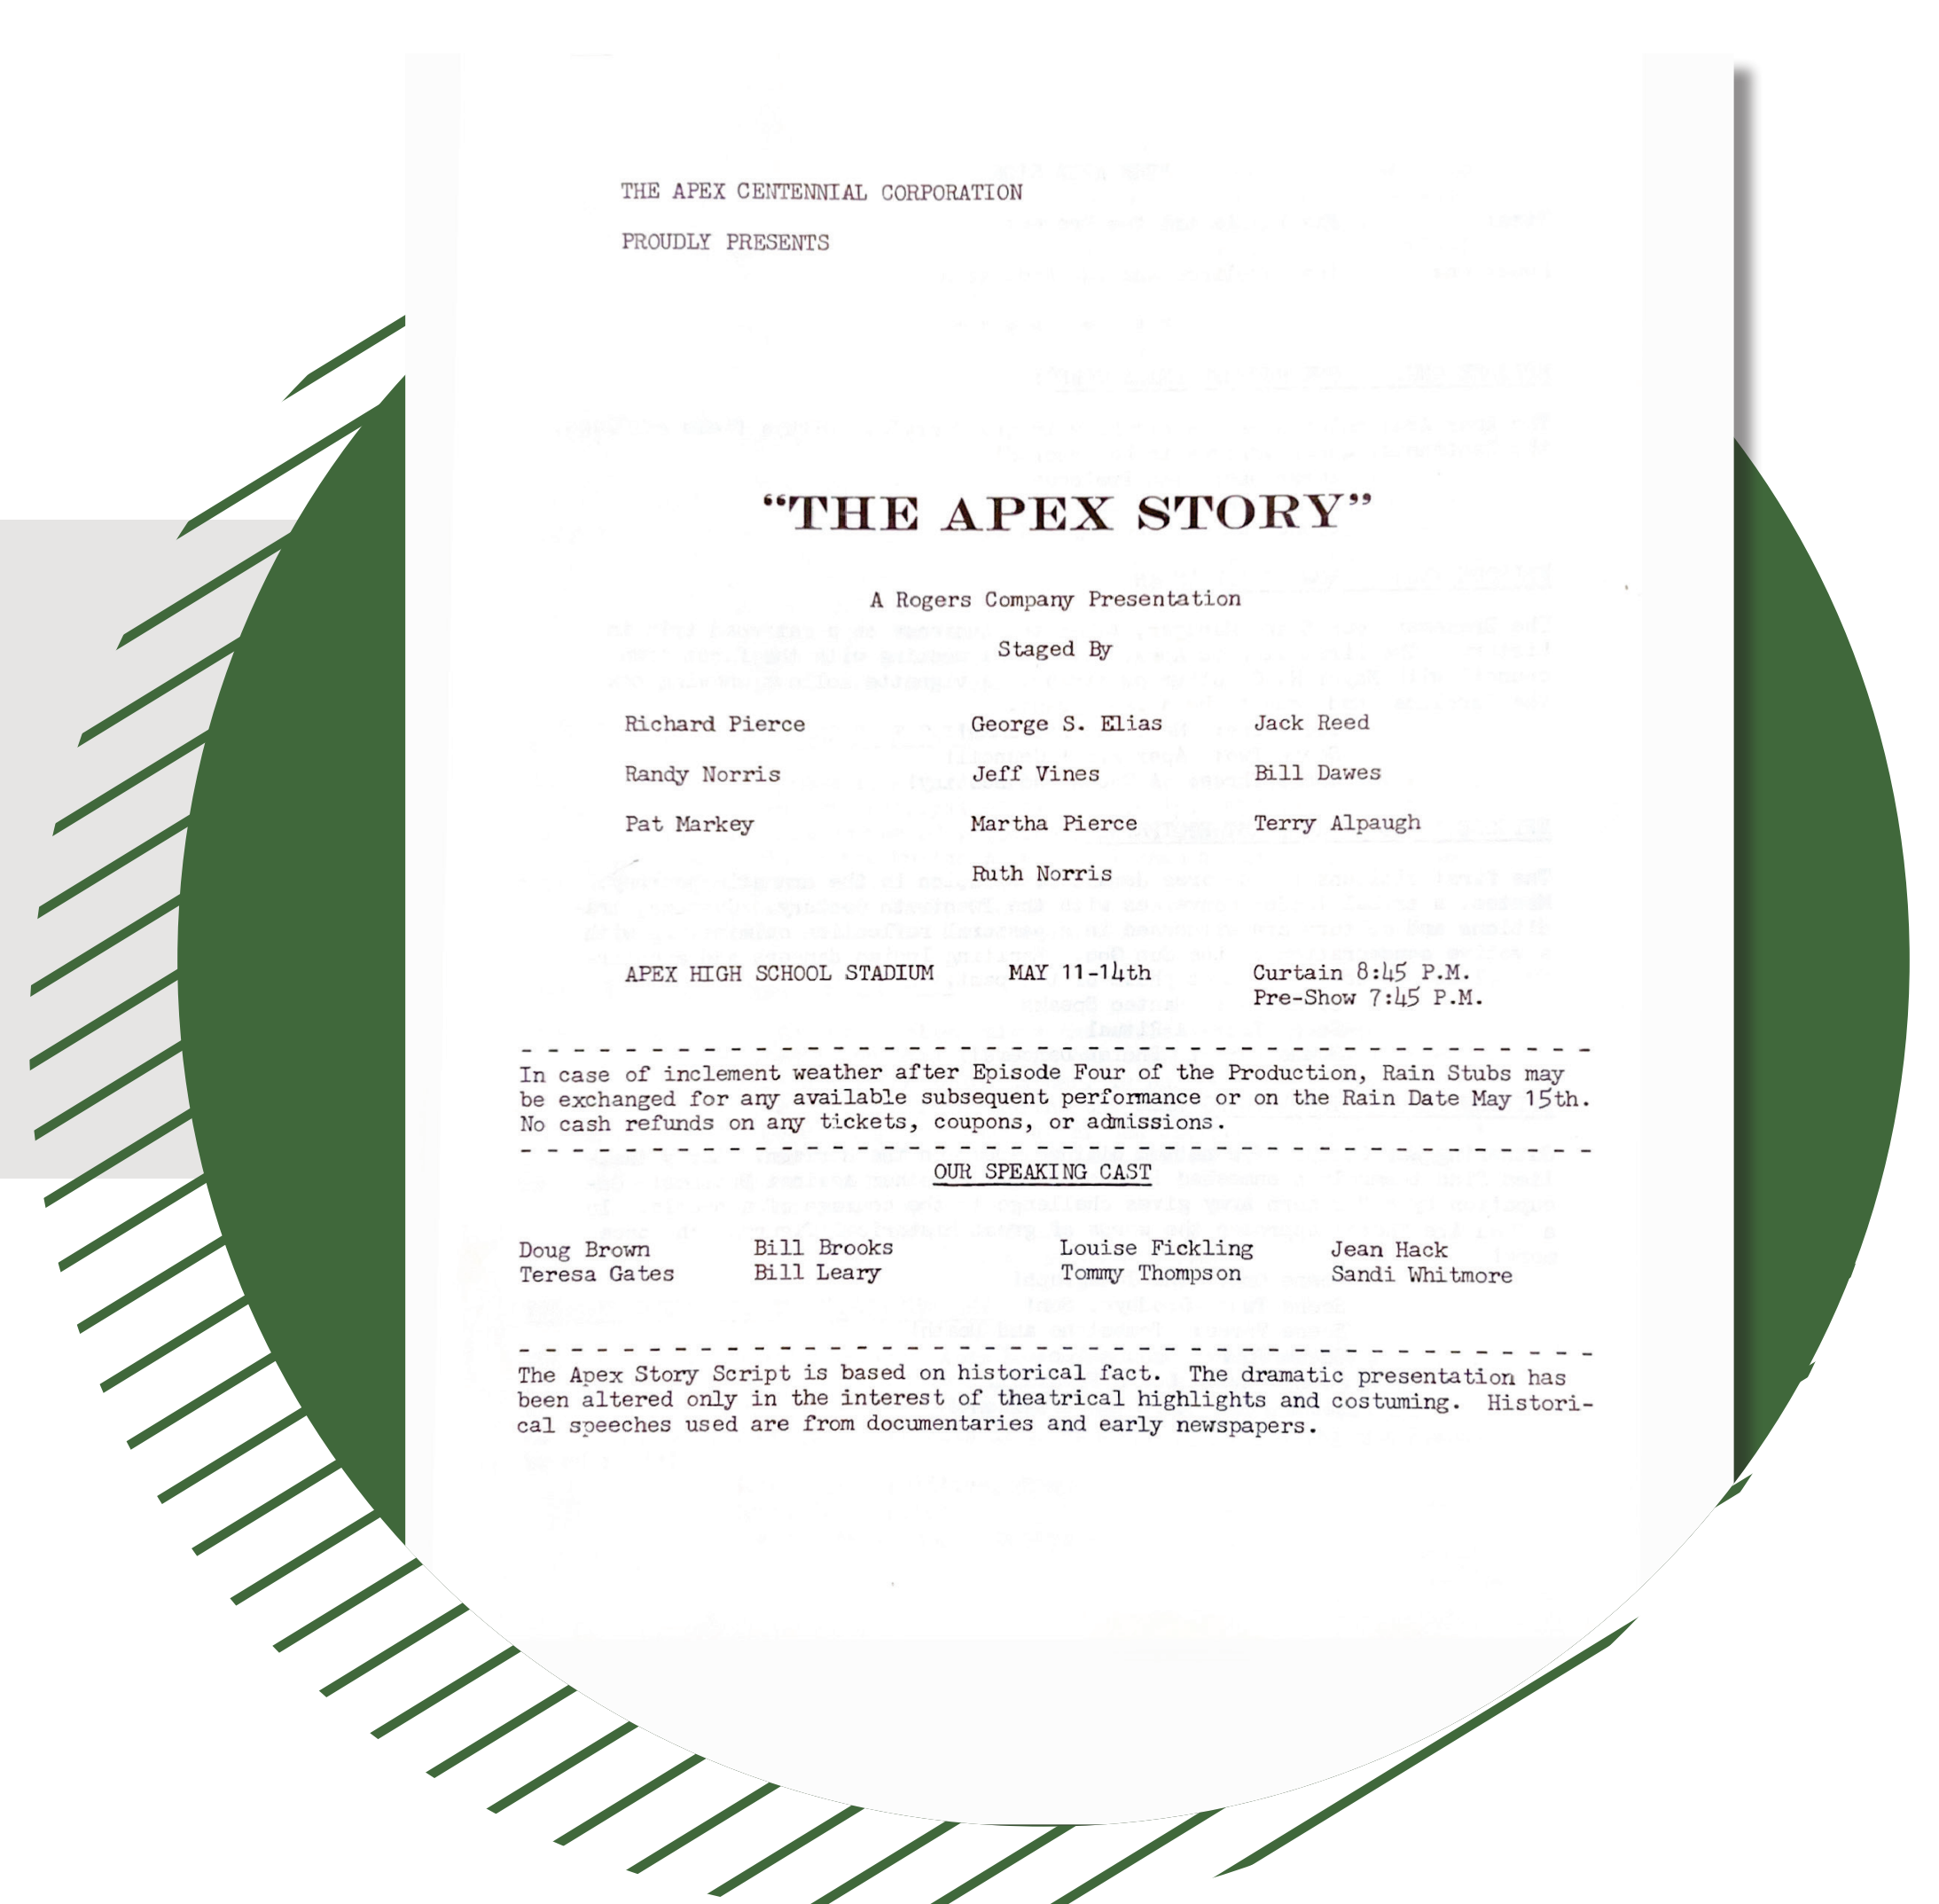 THE APEX CENTENNIAL CORPORATION
PROUDLY PRESENTS
“THE APEX STORY”
A Rogers Company Presentation
Staged By
Richard Pierce George S. Elias Jack Reed
Randy Norris Jeff Vines Bill Dawes
Pat Markey Martha Pierce Terry Alpaugh
Ruth Norris
APEX HIGH SCHOOL STADIUM MAY 11-14th Curtain 8:45 P.M.
Pre-Show 7:45 P.M.
In case of inclement weather after Episode Four of the Production, Rain Stubs may
be exchanged for any available subsequent performance or on the Rain Date May 15th.
No cash refunds on any tickets, coupons, or admissions.
OUR SPEAKING CAST
Doug Brown Bill Brooks Louise Fickling Jean Hack
Teresa Gates Bill Leary Tommy Thompson Sandi Whitmore
The Apex Story Script is based on historical fact. The dramatic presentation has
been altered only in the interest of theatrical highlights and costuming. Histori-
cal speeches used are from documentaries and early newspapers.